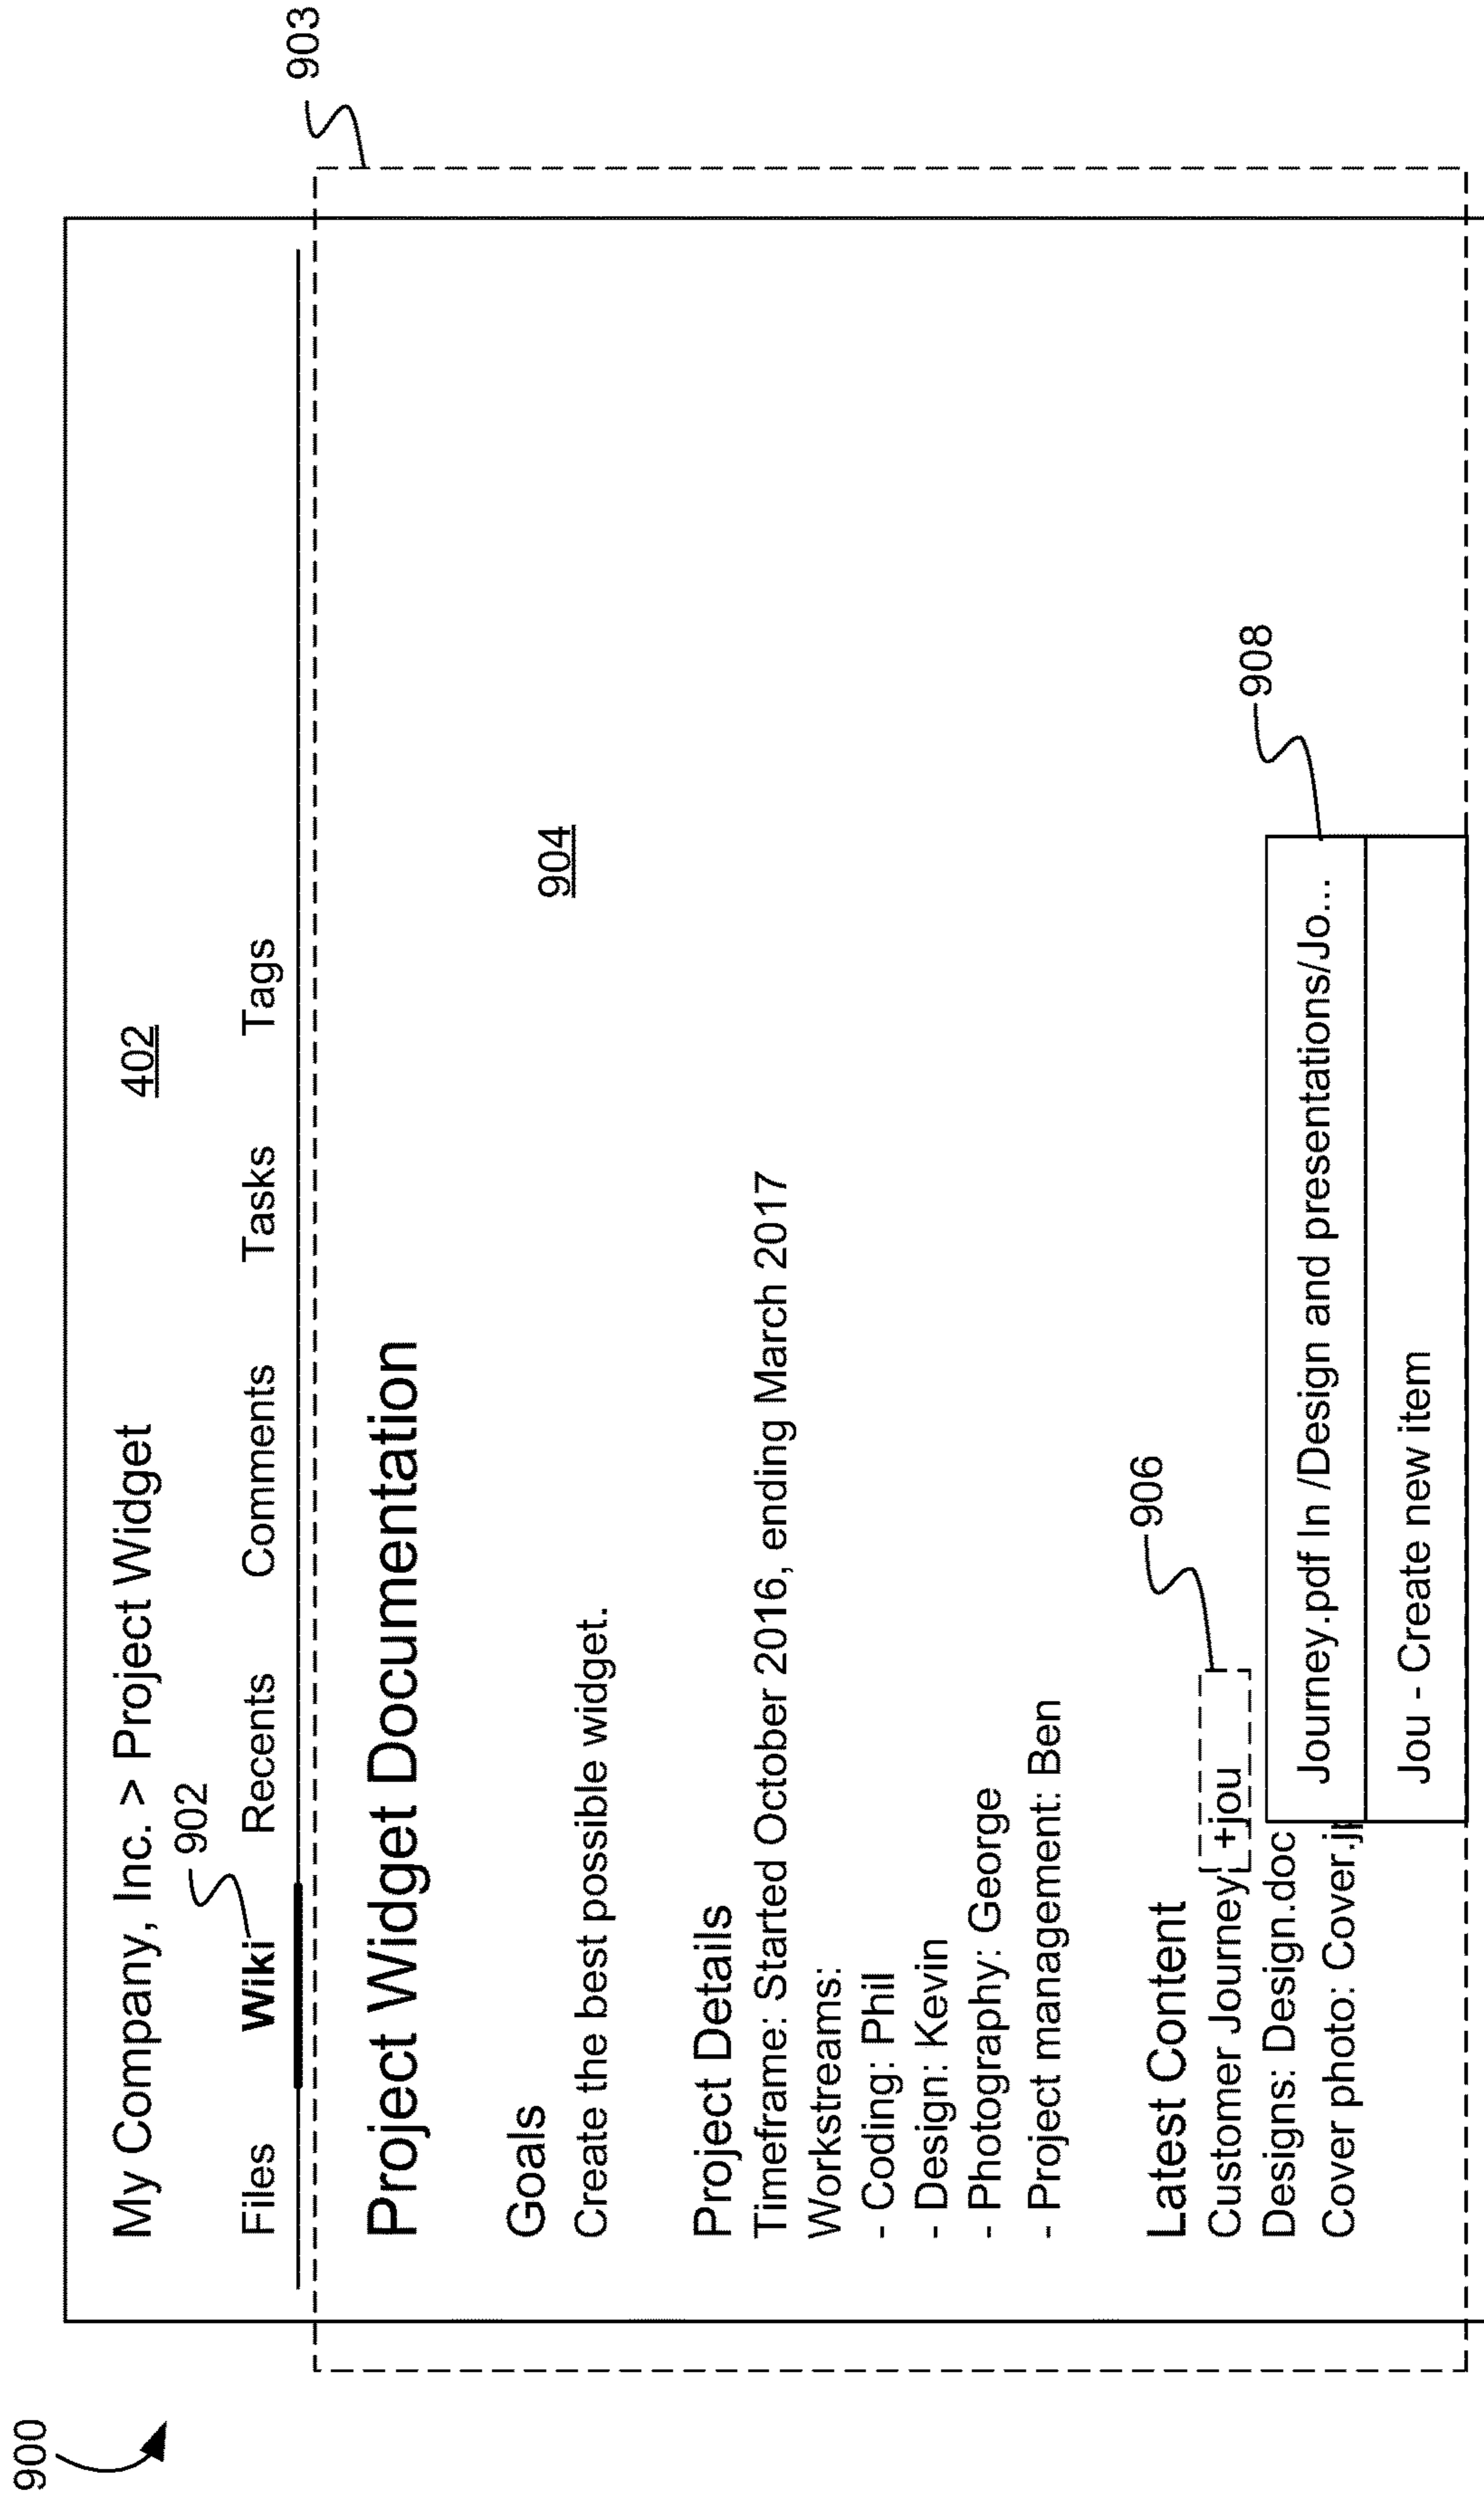 900
My Company, Inc. > Project Widget
402
902
903
Files Wiki Recents Comments Tasks Tags
Project Widget Documentation
Goals
904
Create the best possible widget.
Project Details
Timeframe: Started October 2016, ending March 2017
Workstreams:
- Coding: Phil
- Design: Kevin
- Photography: George
- Project management: Ben
906
Latest Content
Customer Journey +jou
908
Designs: Design.doc
Journey.pdf In /Design and presentations/Jo...
Cover photo: Cover.j
Jou - Create new item